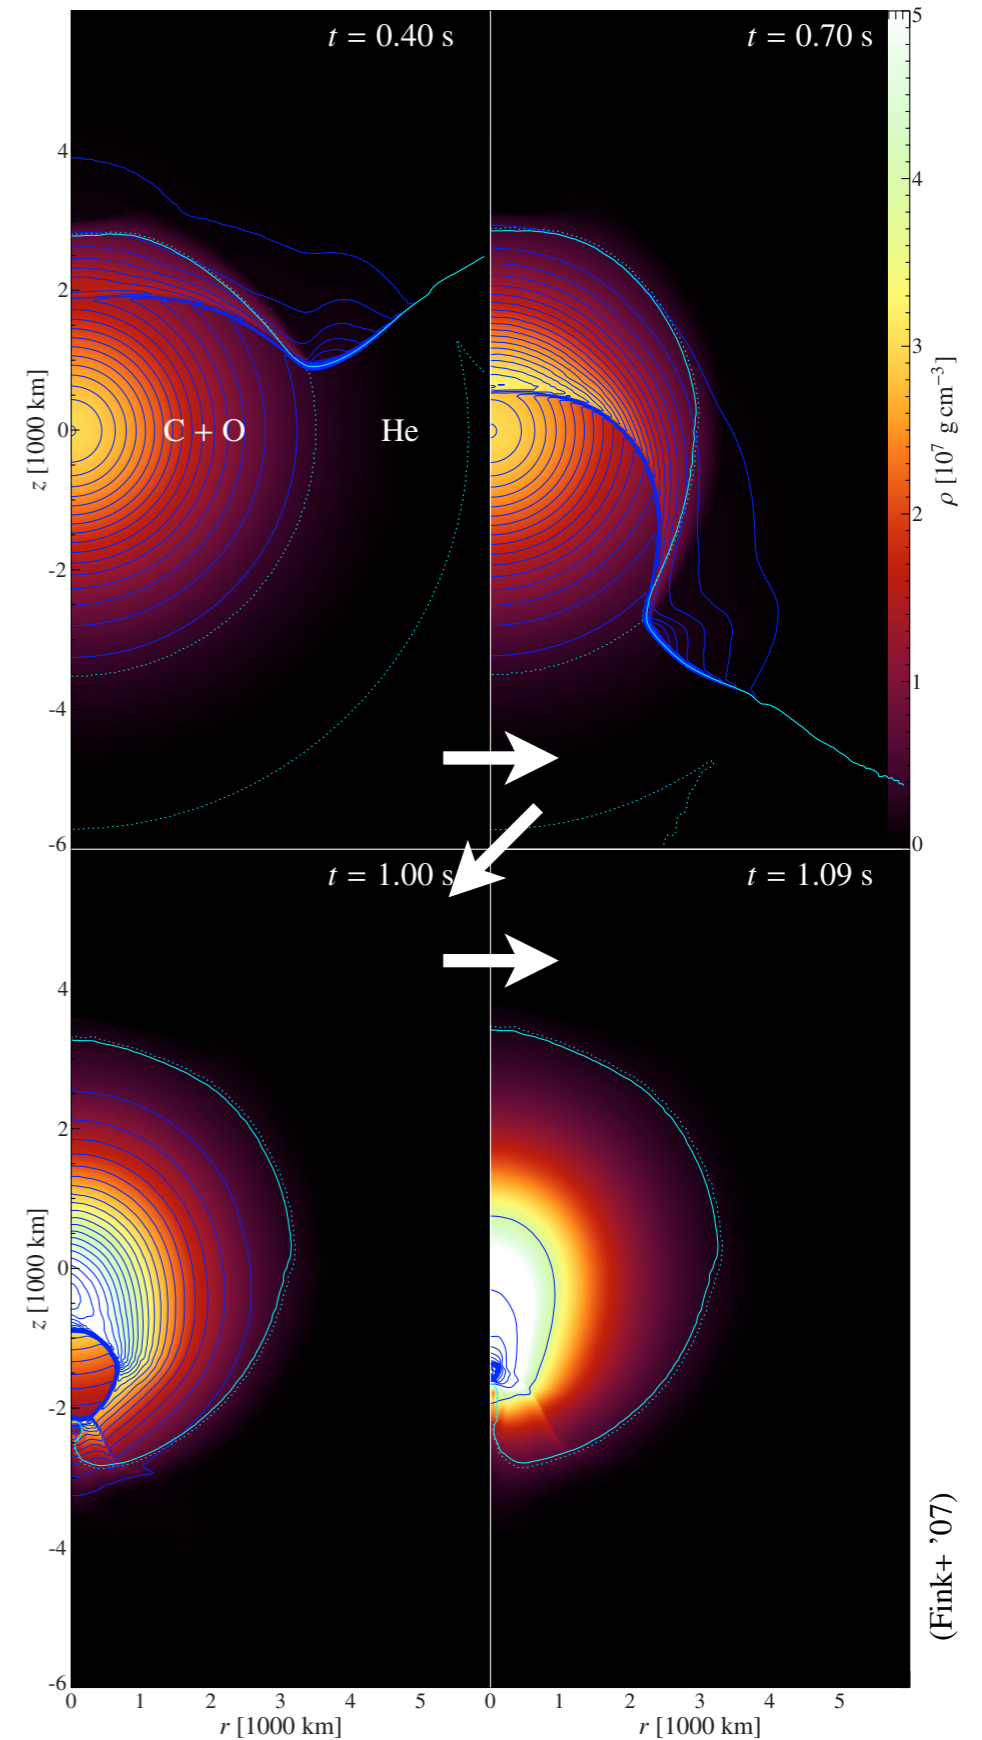 t = 0.40 s
t = 0.70 s
5
4
3
2
1
0
ρ [10⁷ g cm⁻³]
4
2
0
-2
-4
-6
z [1000 km]
C + O
He
t = 1.00 s
t = 1.09 s
4
2
0
-2
-4
-6
z [1000 km]
0 1 2 3 4 5
0 1 2 3 4 5
r [1000 km]
r [1000 km]
(Fink+ ’07)